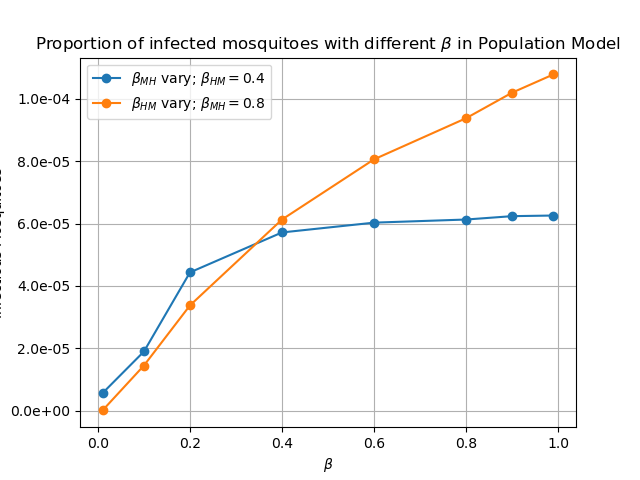 Proportion of infected mosquitoes with different β in Population Model
β_MH vary; β_HM = 0.4
β_HM vary; β_MH = 0.8
1.0e-04
8.0e-05
6.0e-05
4.0e-05
2.0e-05
0.0e+00
0.0 0.2 0.4 0.6 0.8 1.0
β